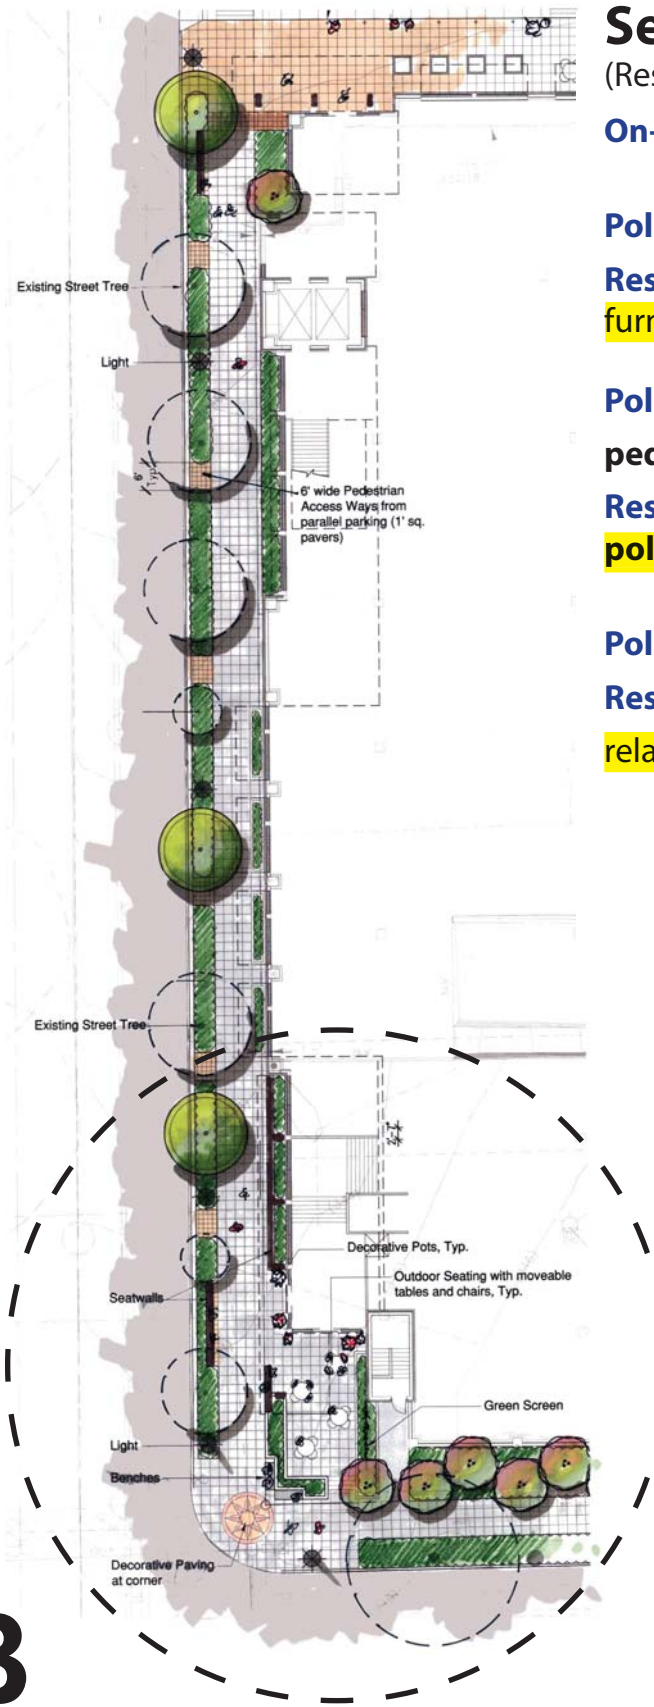 Se
(Res
On-
Pol
Res
furn
Existing Street Tree
Light
Pol
ped
6' Typ.
6' wide Pedestrian
Access Ways from
parallel parking (1' sq.
pavers)
Res
pol
Pol
Res
rela
Existing Street Tree
Decorative Pots, Typ.
Outdoor Seating with moveable
tables and chairs, Typ.
Seatwalls
Green Screen
Light
Benches
Decorative Paving
at corner
3